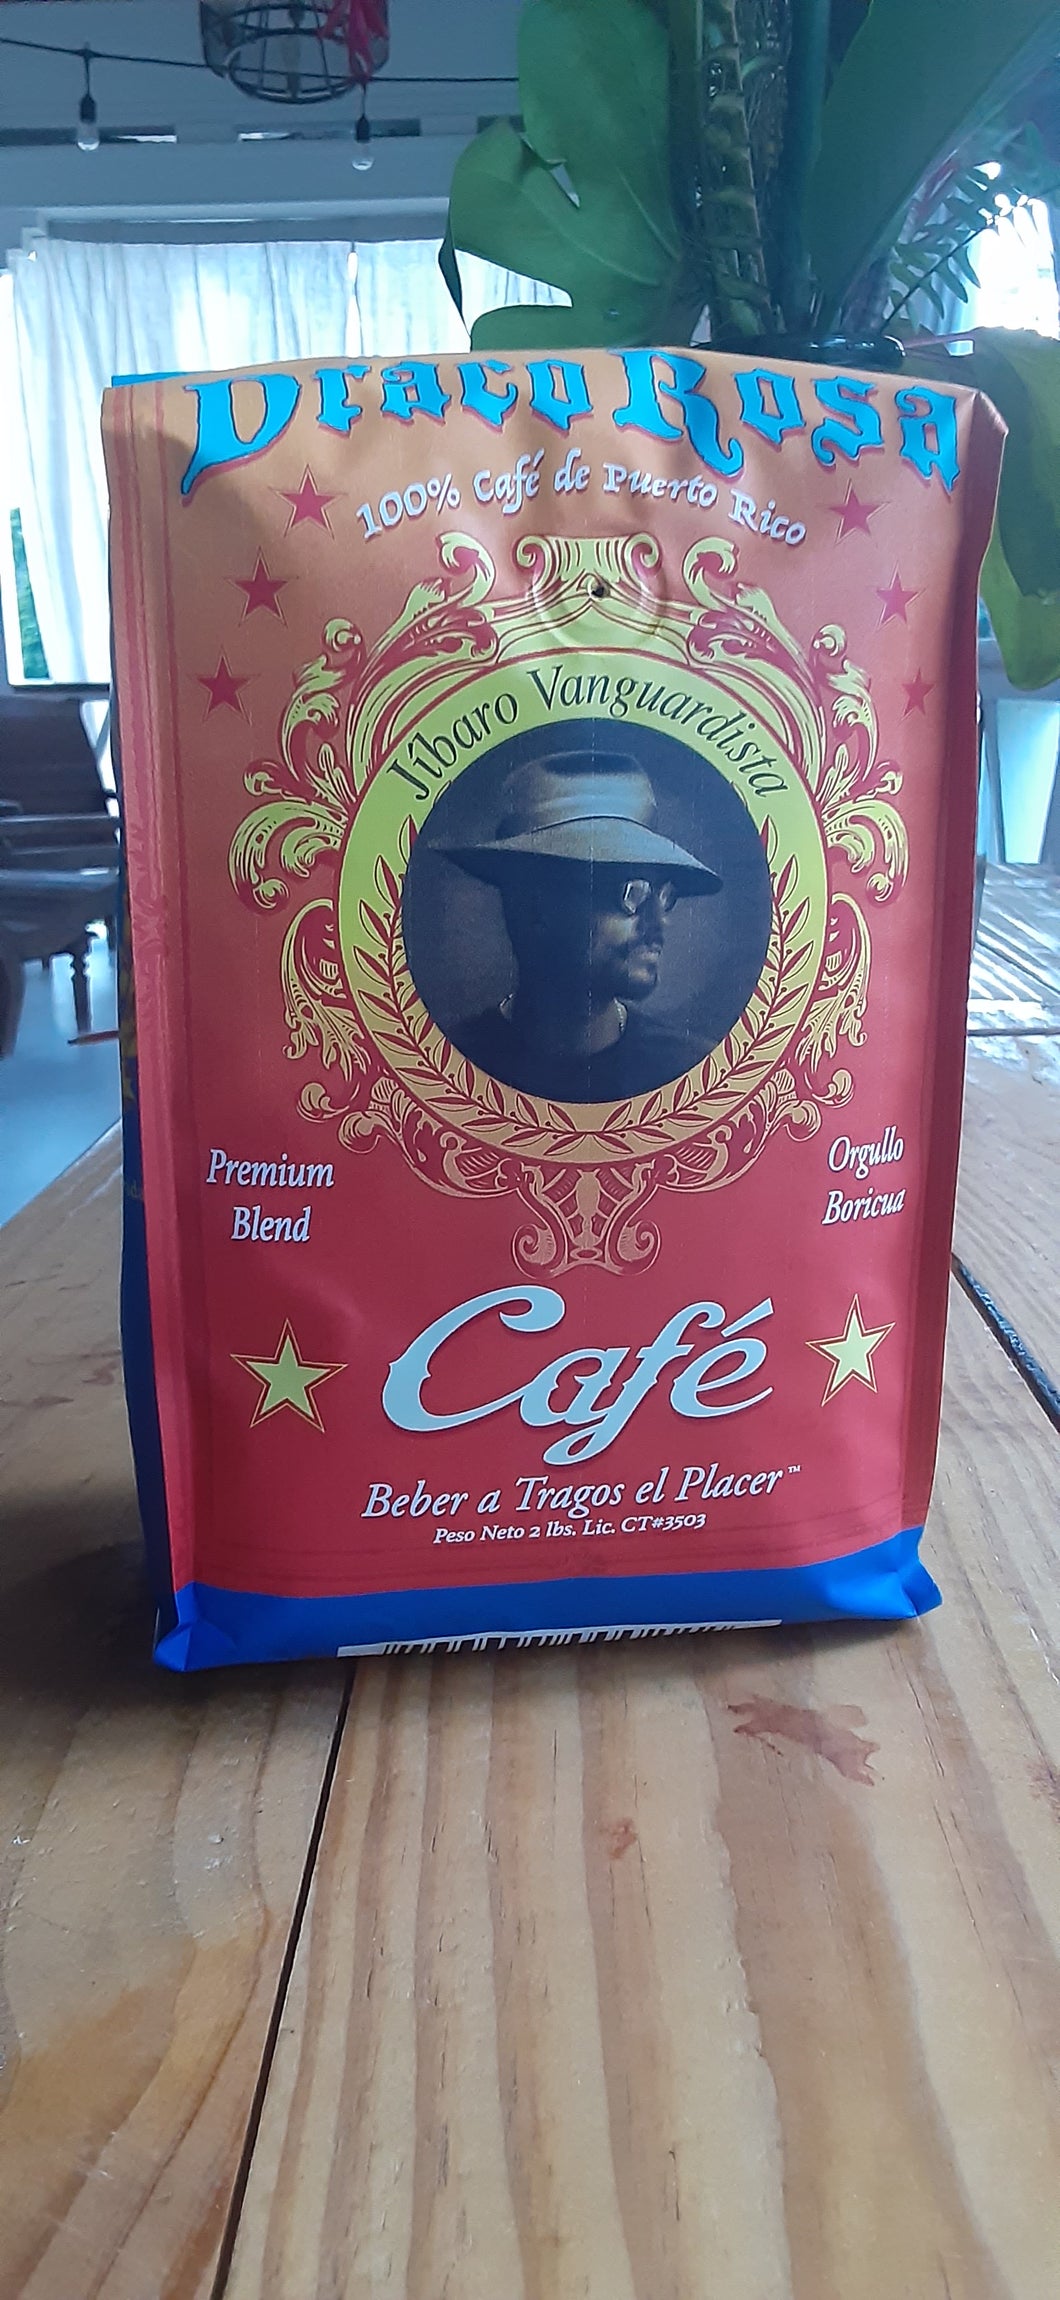 Draco Rosa
100% Café de Puerto Rico
Jíbaro Vanguardista
Premium
Blend
Orgullo
Boricua
Café
Beber a Tragos el Placer™
Peso Neto 2 lbs. Lic. CT#3503